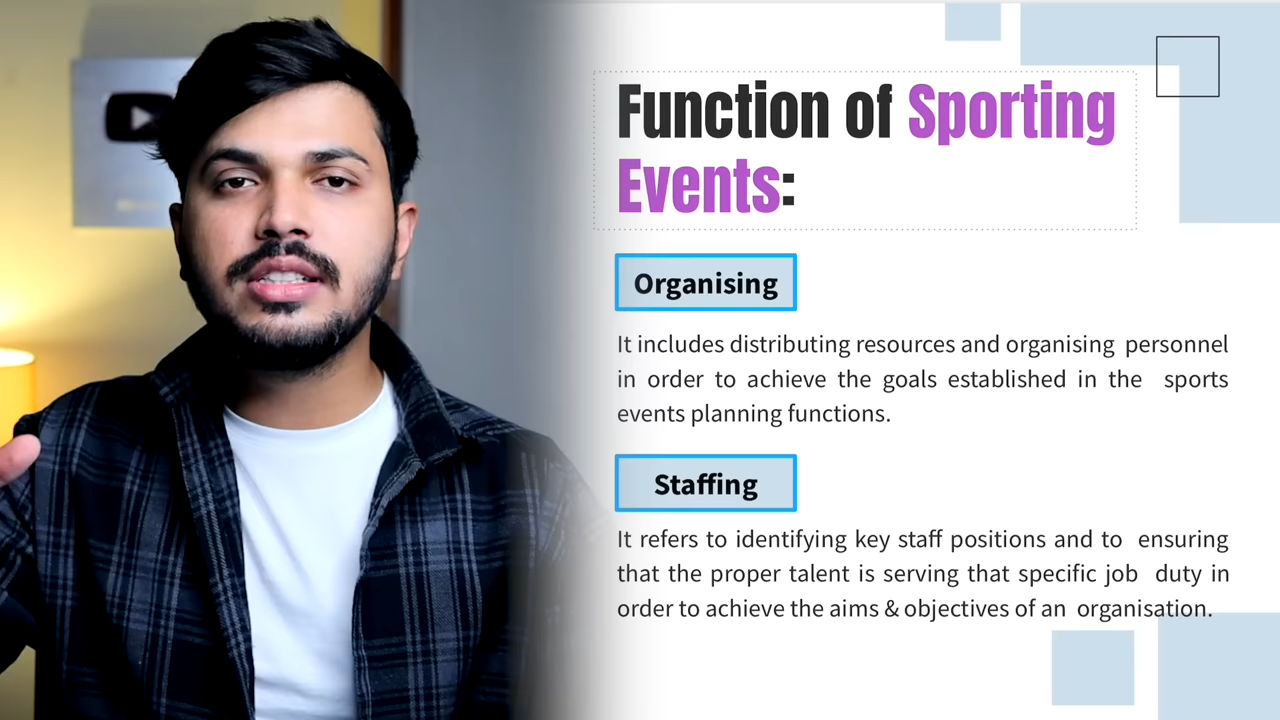 Function of Sporting
Events:
Organising
It includes distributing resources and organising personnel
in order to achieve the goals established in the sports
events planning functions.
Staffing
It refers to identifying key staff positions and to ensuring
that the proper talent is serving that specific job duty in
order to achieve the aims & objectives of an organisation.